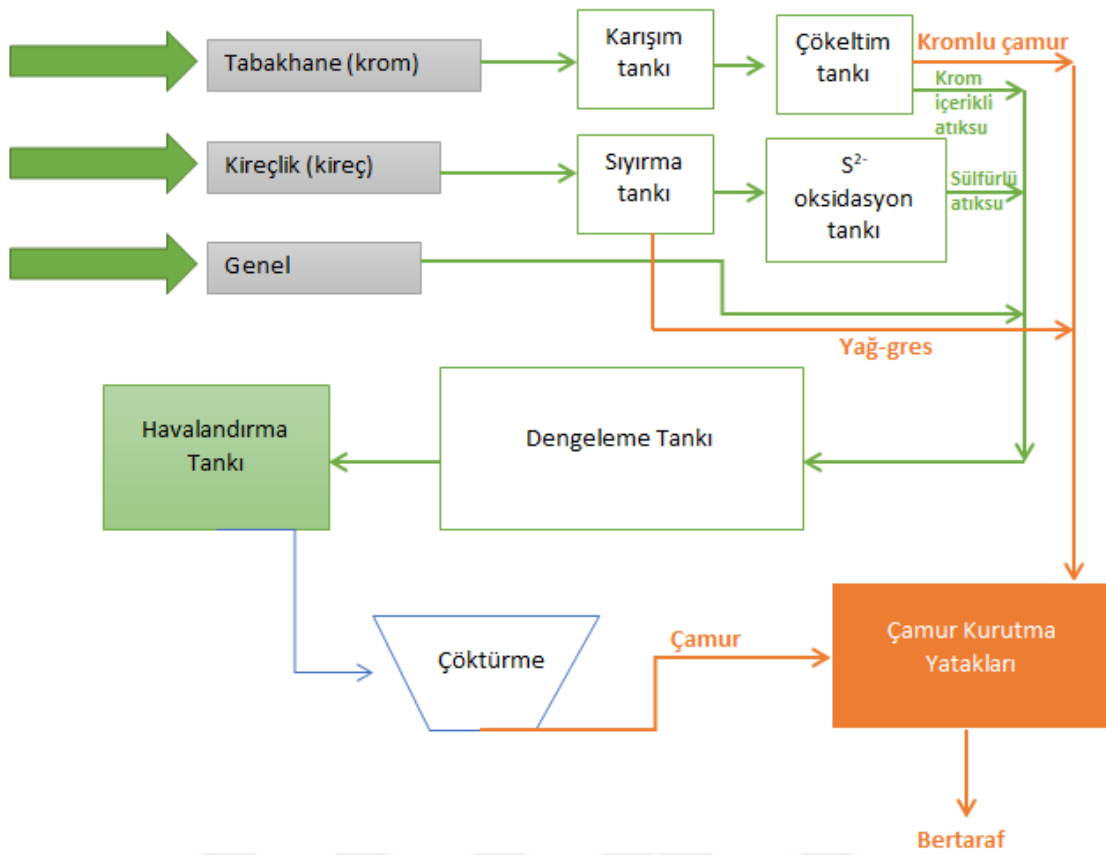 Tabakhane (krom)
Karışım
tankı
Çökeltim
tankı
Kromlu çamur
Krom
içerikli
atıksu
Kireçlik (kireç)
Sıyırma
tankı
S²⁻
oksidasyon
tankı
Sülfürlü
atıksu
Genel
Yağ-gres
Havalandırma
Tankı
Dengeleme Tankı
Çöktürme
Çamur
Çamur Kurutma
Yatakları
Bertaraf